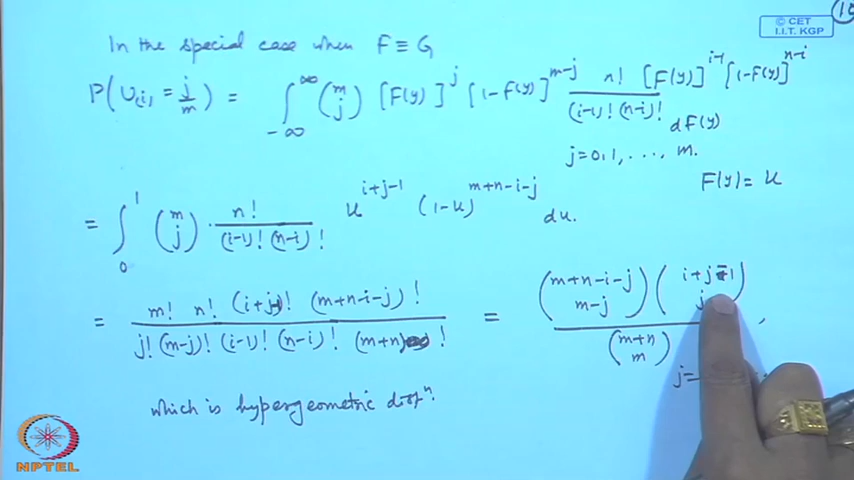 10
© CET
I.I.T. KGP
In the special case when F ≡ G
P(U(i) = j/m) = ∫_{-∞}^{∞} (m j) [F(y)]^j [1-F(y)]^{m-j} n! / (i-1)! (n-i)! [F(y)]^{i-1} [1-F(y)]^{n-i} dF(y)
j=0,1, ..., m.
F(y) = u
= ∫_0^1 (m j) · n! / (i-1)! (n-i)! u^{i+j-1} (1-u)^{m+n-i-j} du.
= m! n! (i+j-1)! (m+n-i-j)! / j! (m-j)! (i-1)! (n-i)! (m+n)! = (m+n-i-j m-j) (i+j-1 j) / (m+n m) ,
j=
which is hypergeometric distⁿ.
NPTEL